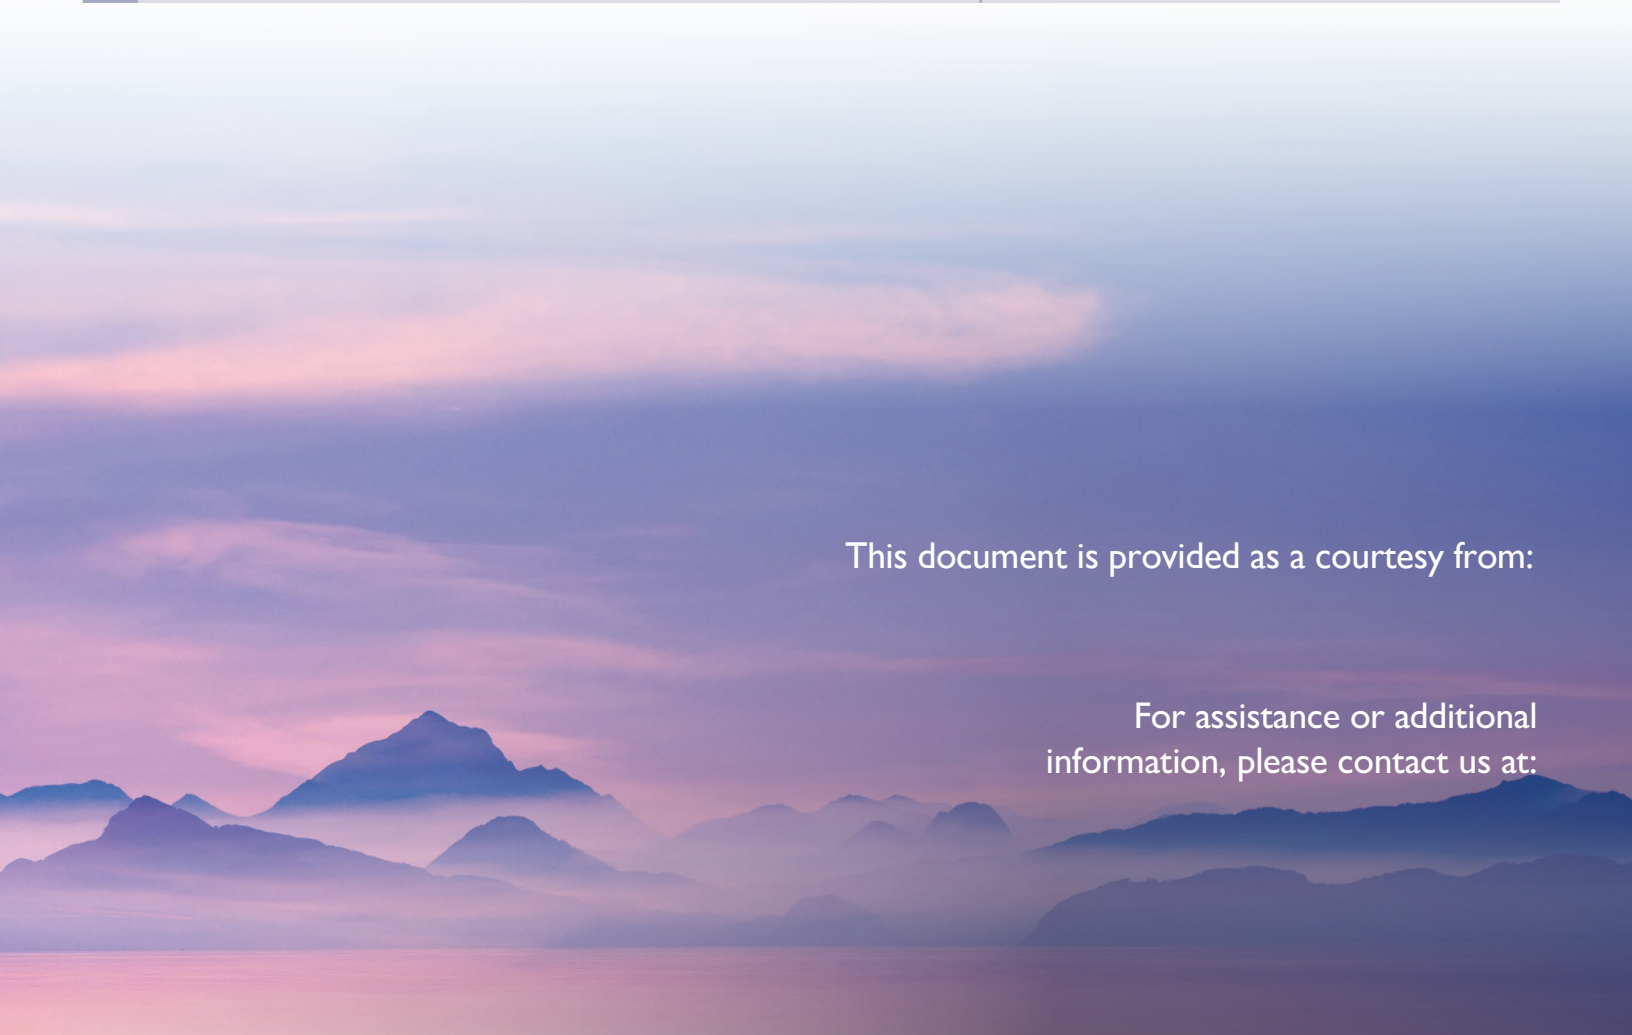 This document is provided as a courtesy from:
For assistance or additional
information, please contact us at: